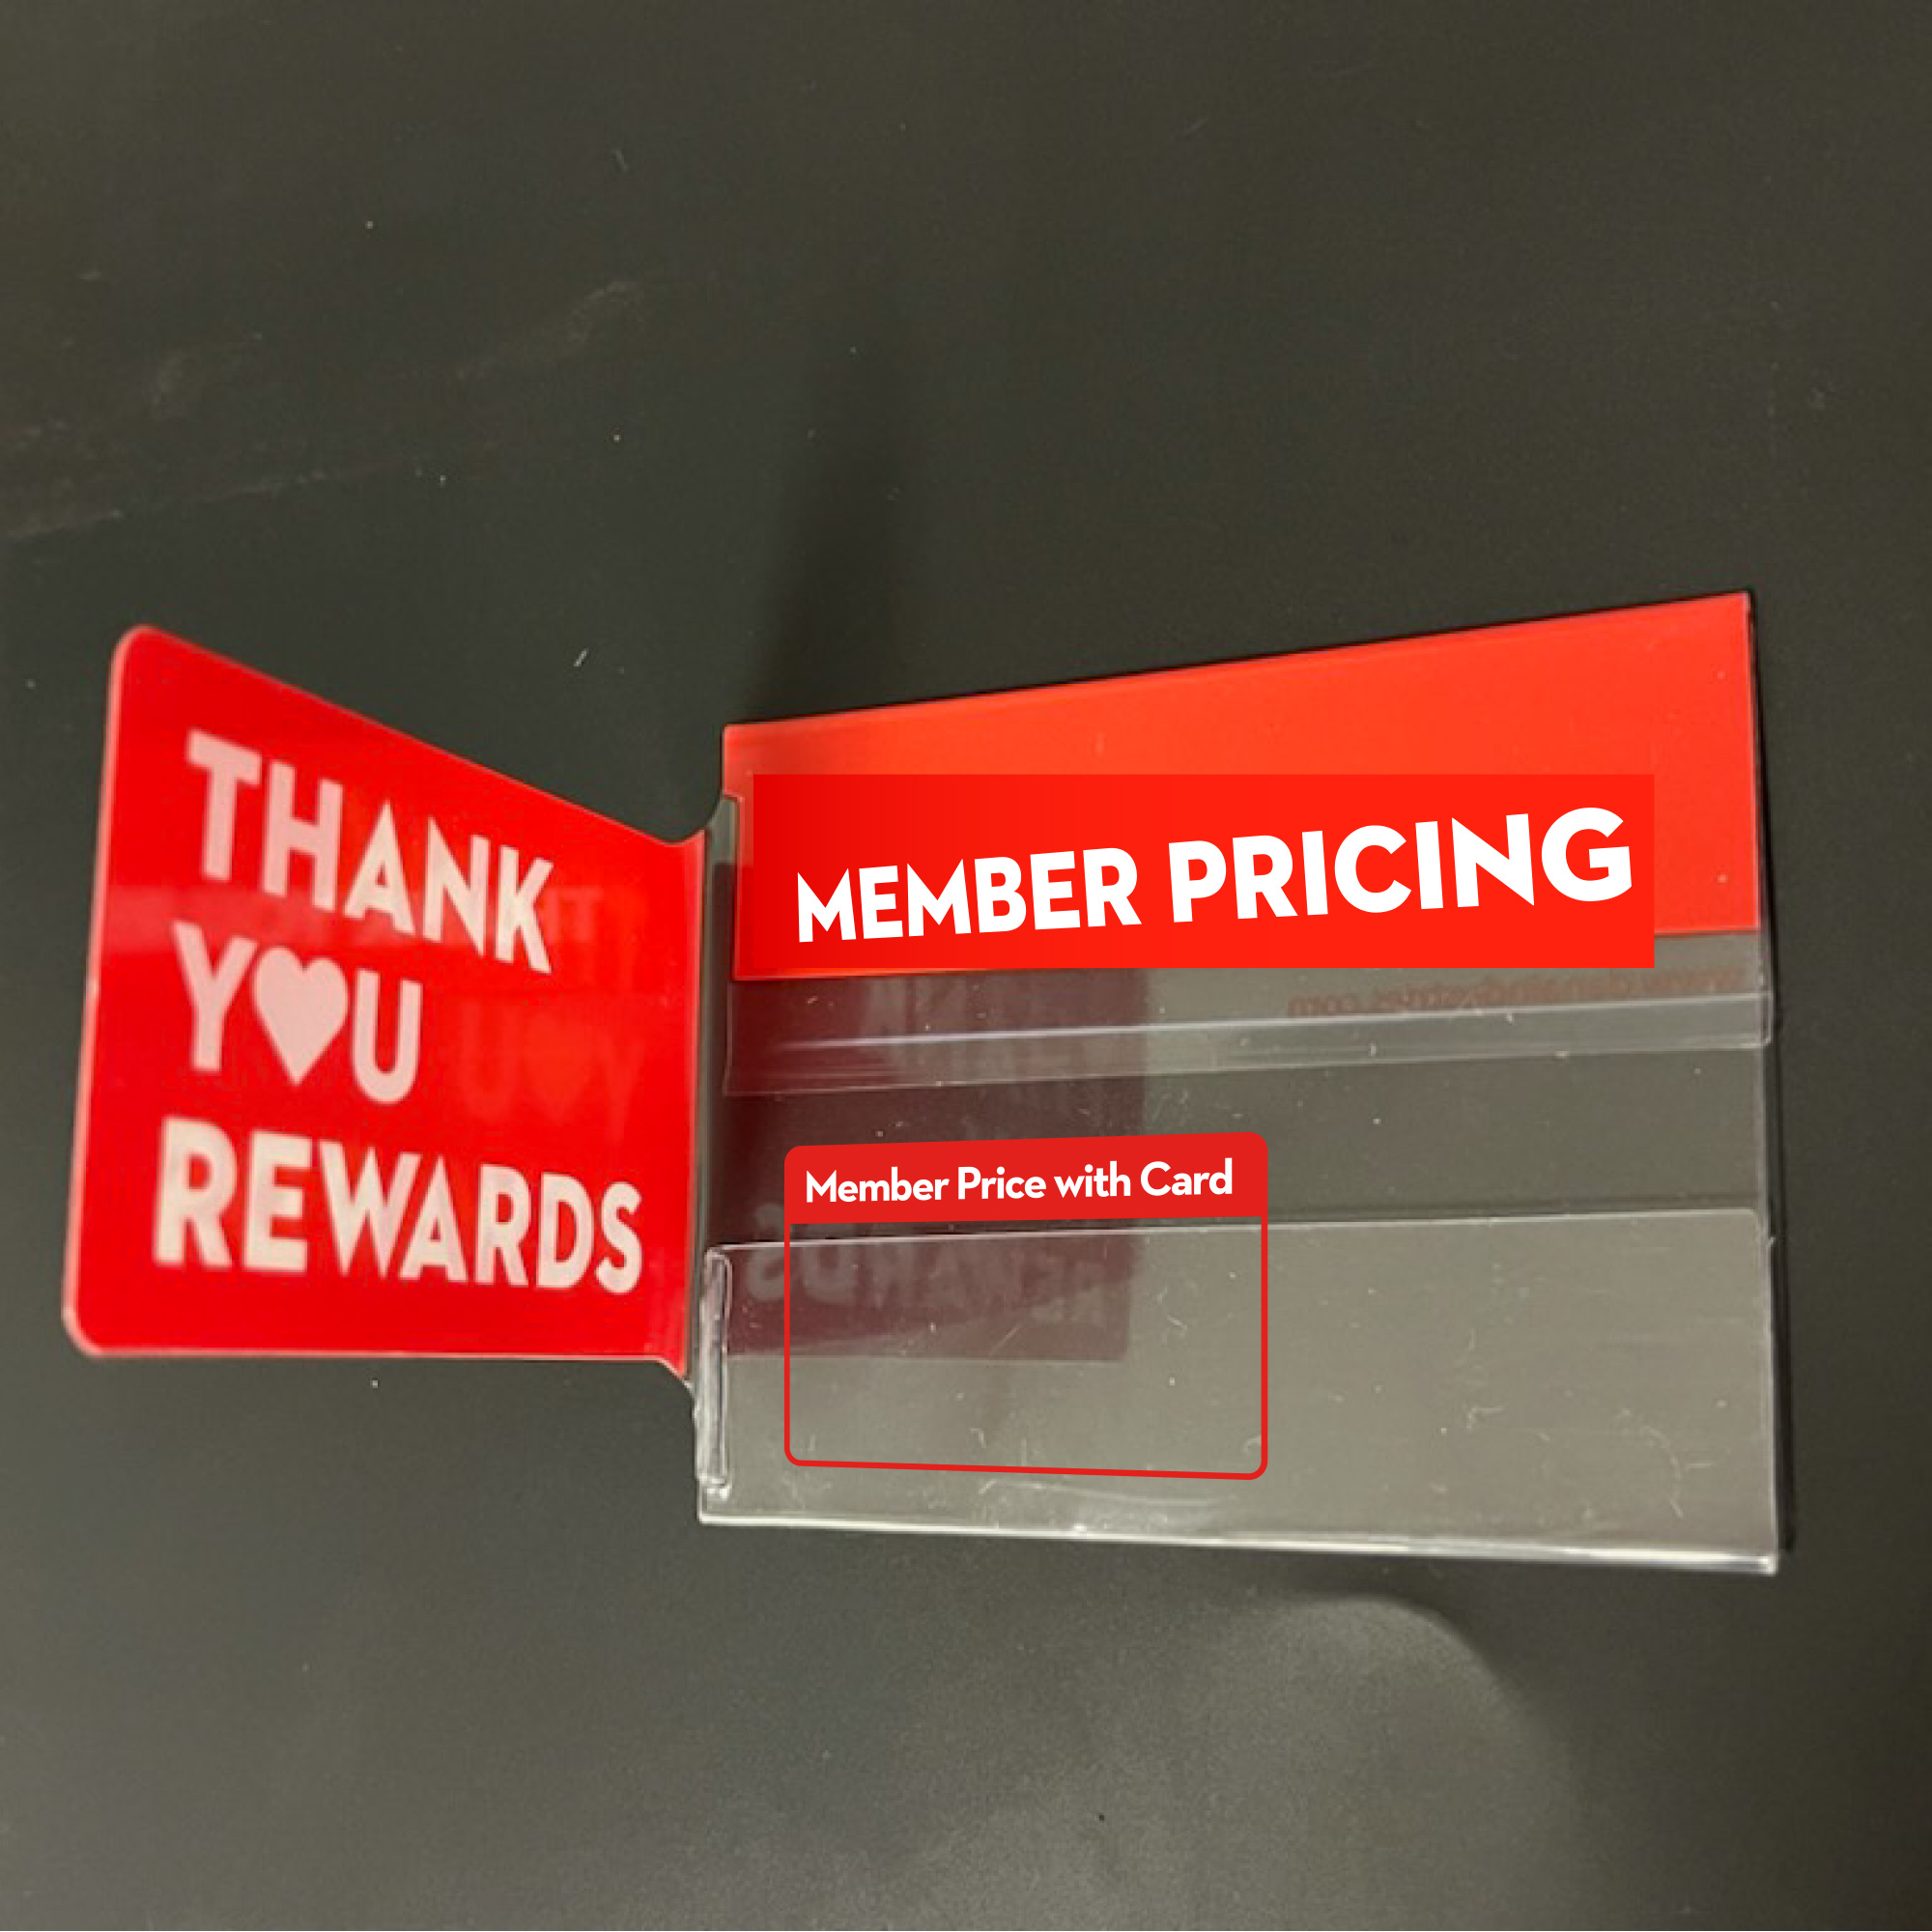 THANK
Y♥U
REWARDS
MEMBER PRICING
Member Price with Card